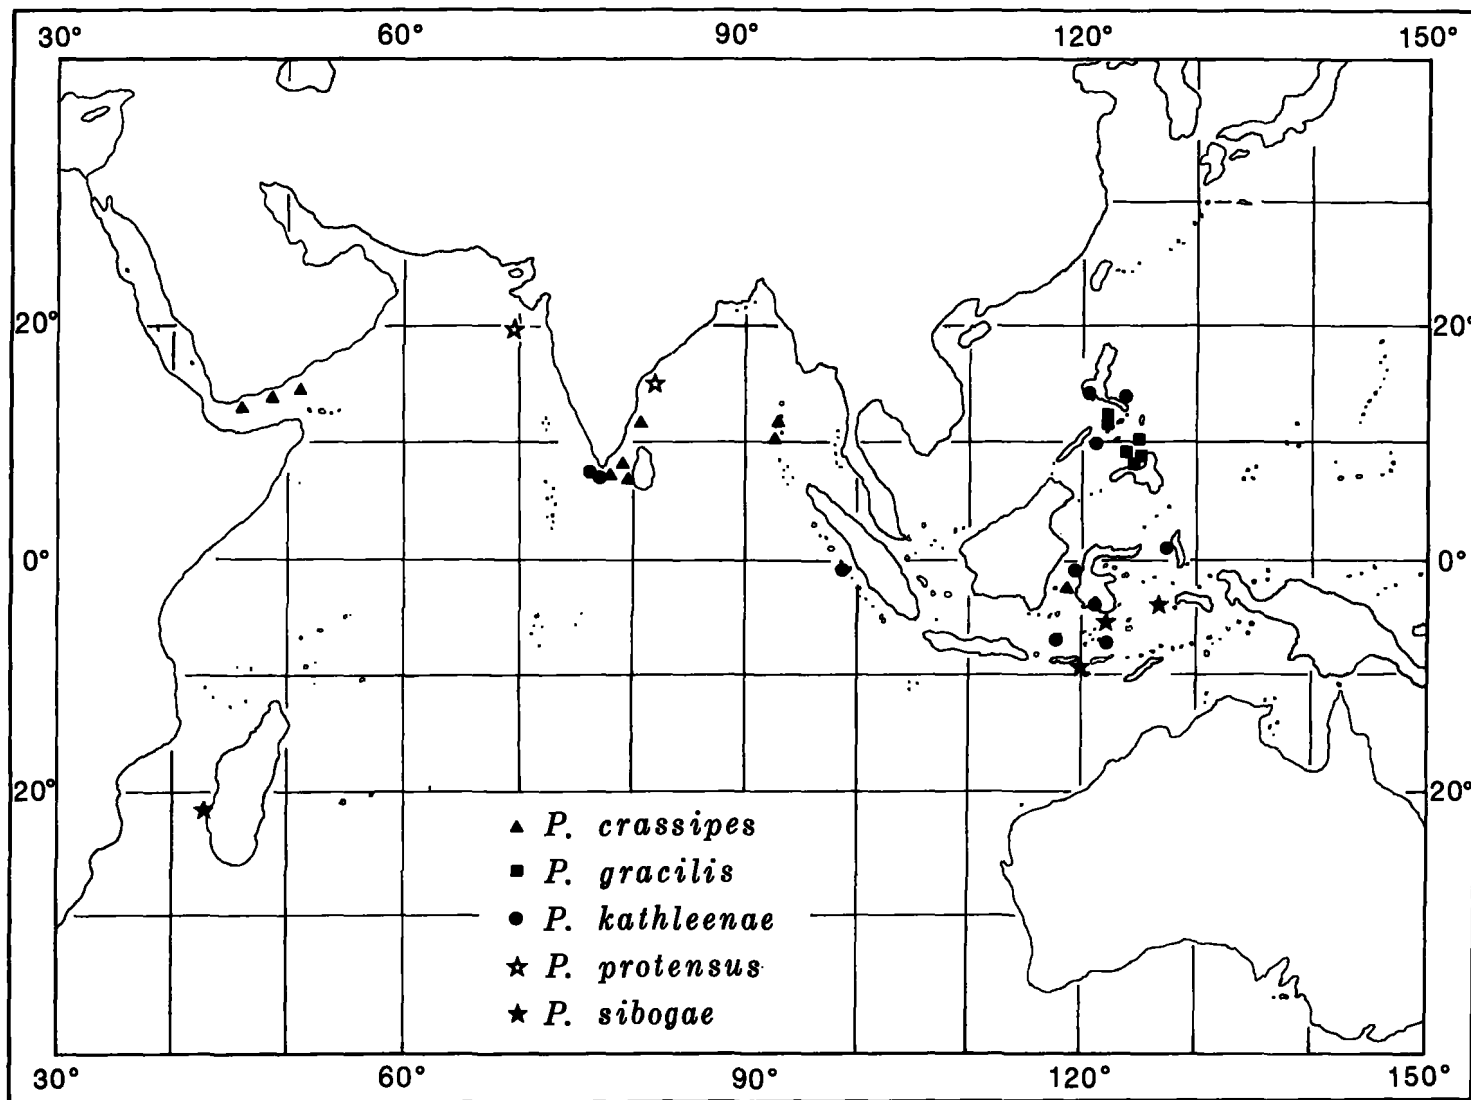 30° 60° 90° 120° 150°
20° 20°
0° 0°
20° 20°
P. crassipes
P. gracilis
P. kathleenae
P. protensus
P. sibogae
30° 60° 90° 120° 150°